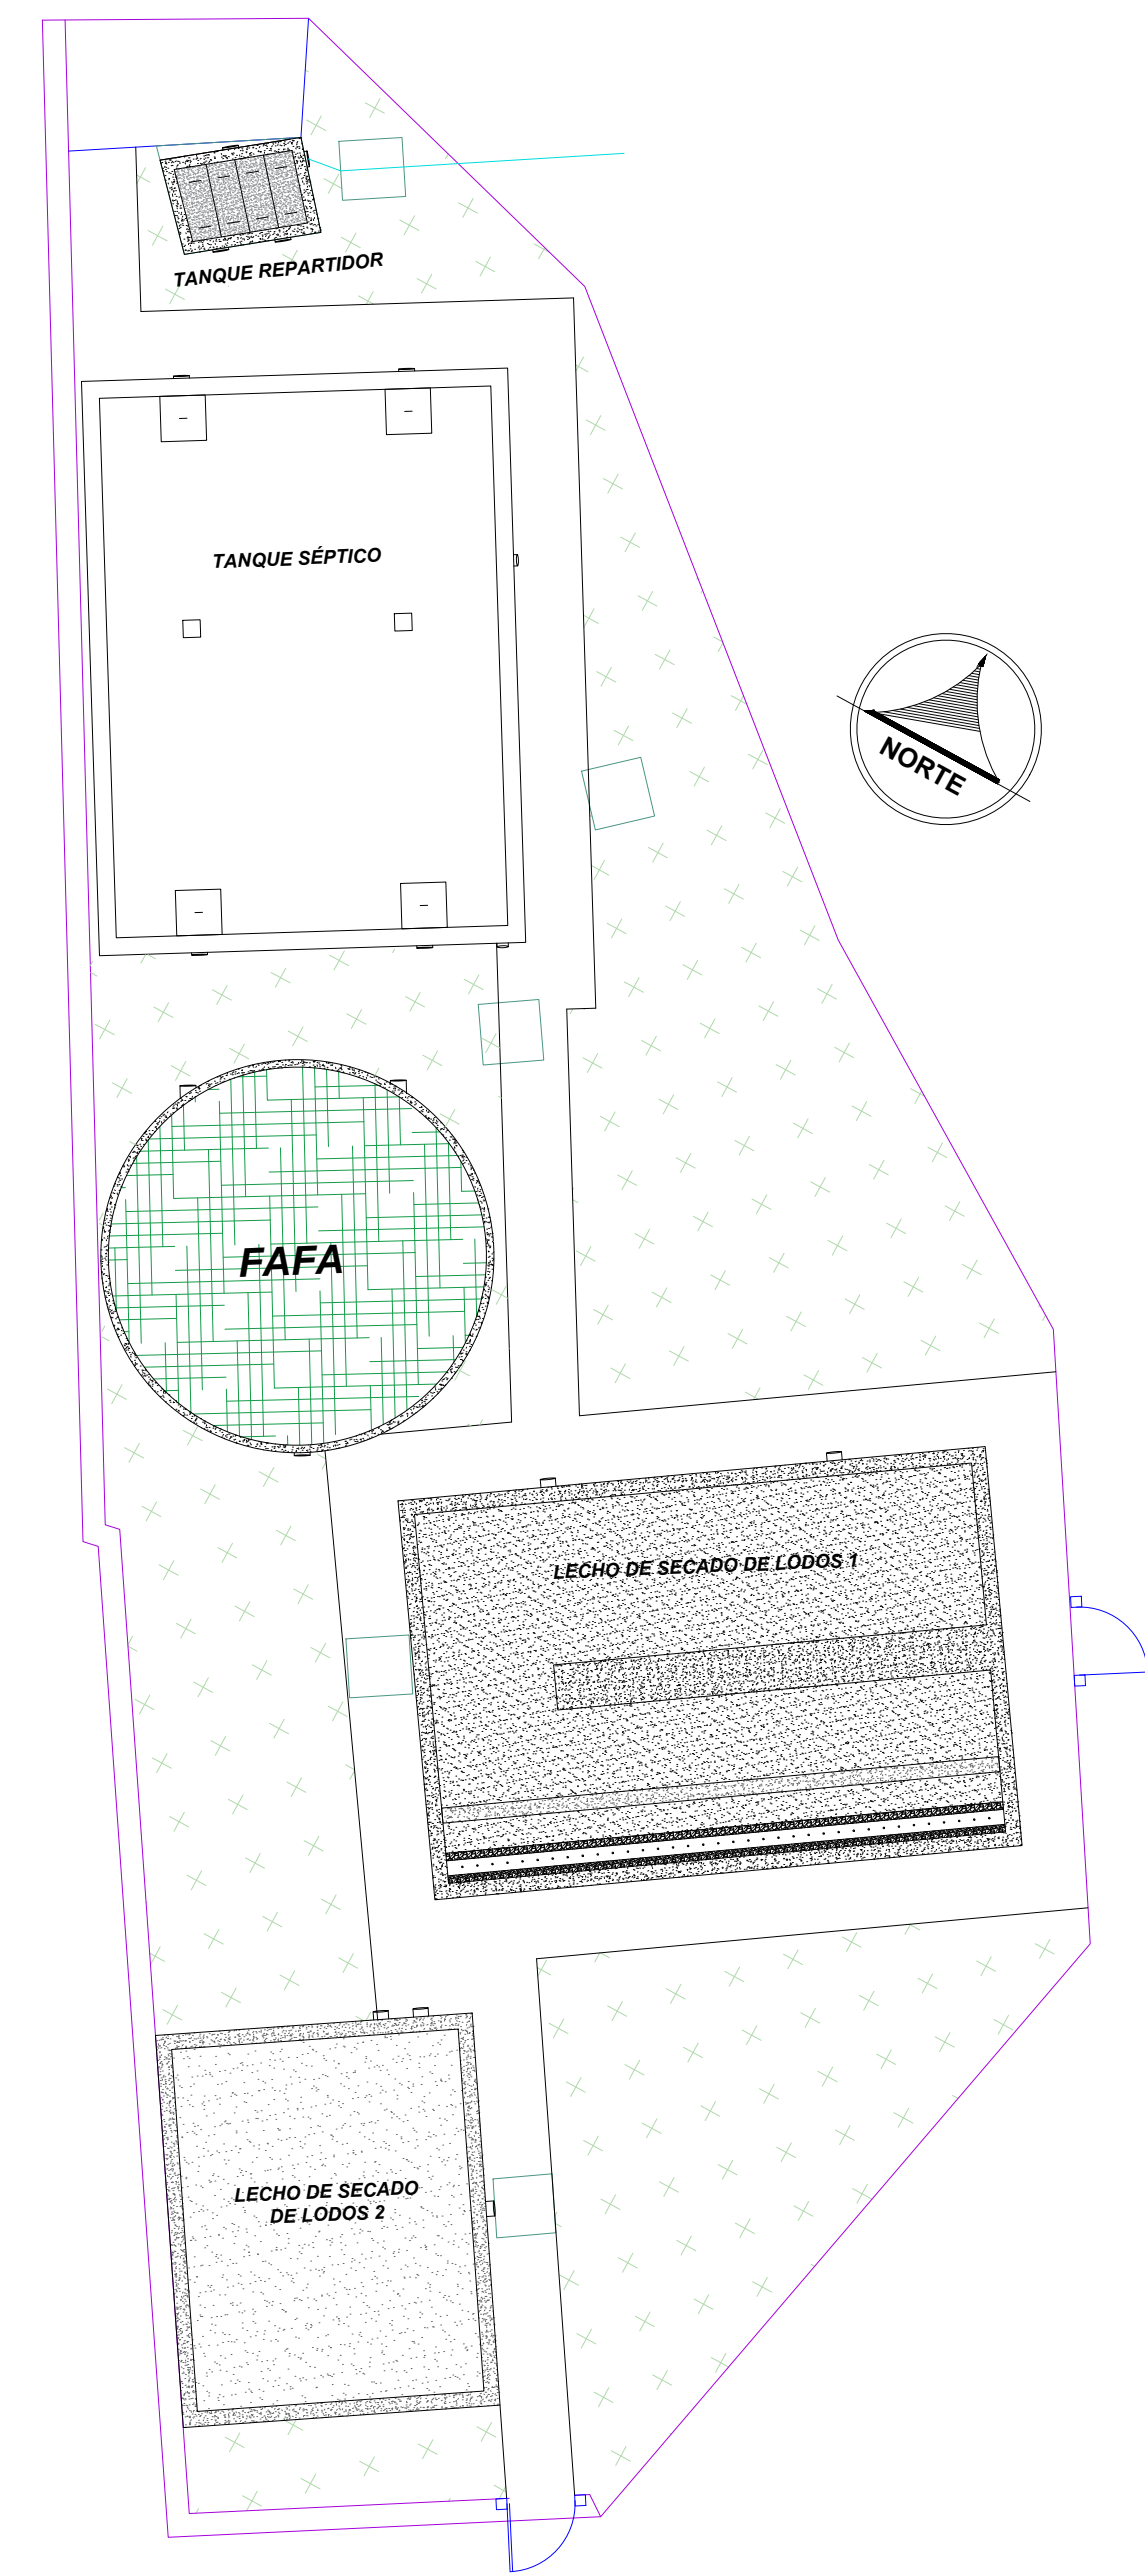 TANQUE REPARTIDOR
TANQUE SÉPTICO
NORTE
FAFA
LECHO DE SECADO DE LODOS 1
LECHO DE SECADO
DE LODOS 2